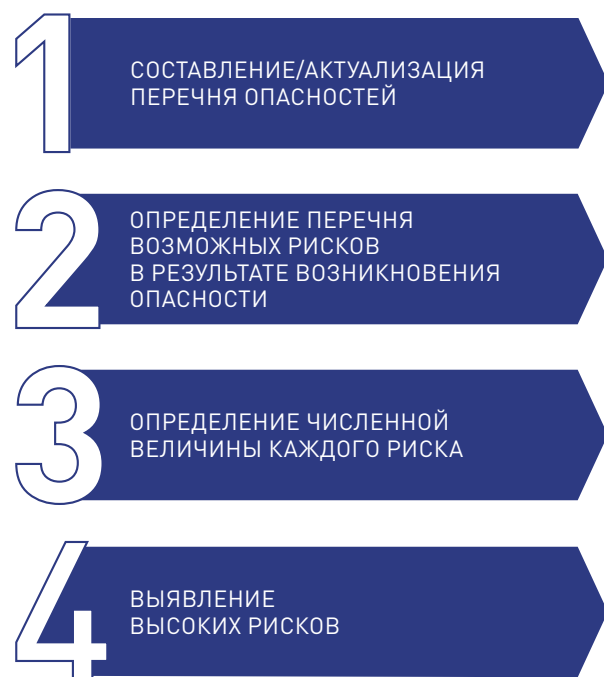 1
СОСТАВЛЕНИЕ/АКТУАЛИЗАЦИЯ
ПЕРЕЧНЯ ОПАСНОСТЕЙ
2
ОПРЕДЕЛЕНИЕ ПЕРЕЧНЯ
ВОЗМОЖНЫХ РИСКОВ
В РЕЗУЛЬТАТЕ ВОЗНИКНОВЕНИЯ
ОПАСНОСТИ
3
ОПРЕДЕЛЕНИЕ ЧИСЛЕННОЙ
ВЕЛИЧИНЫ КАЖДОГО РИСКА
4
ВЫЯВЛЕНИЕ
ВЫСОКИХ РИСКОВ